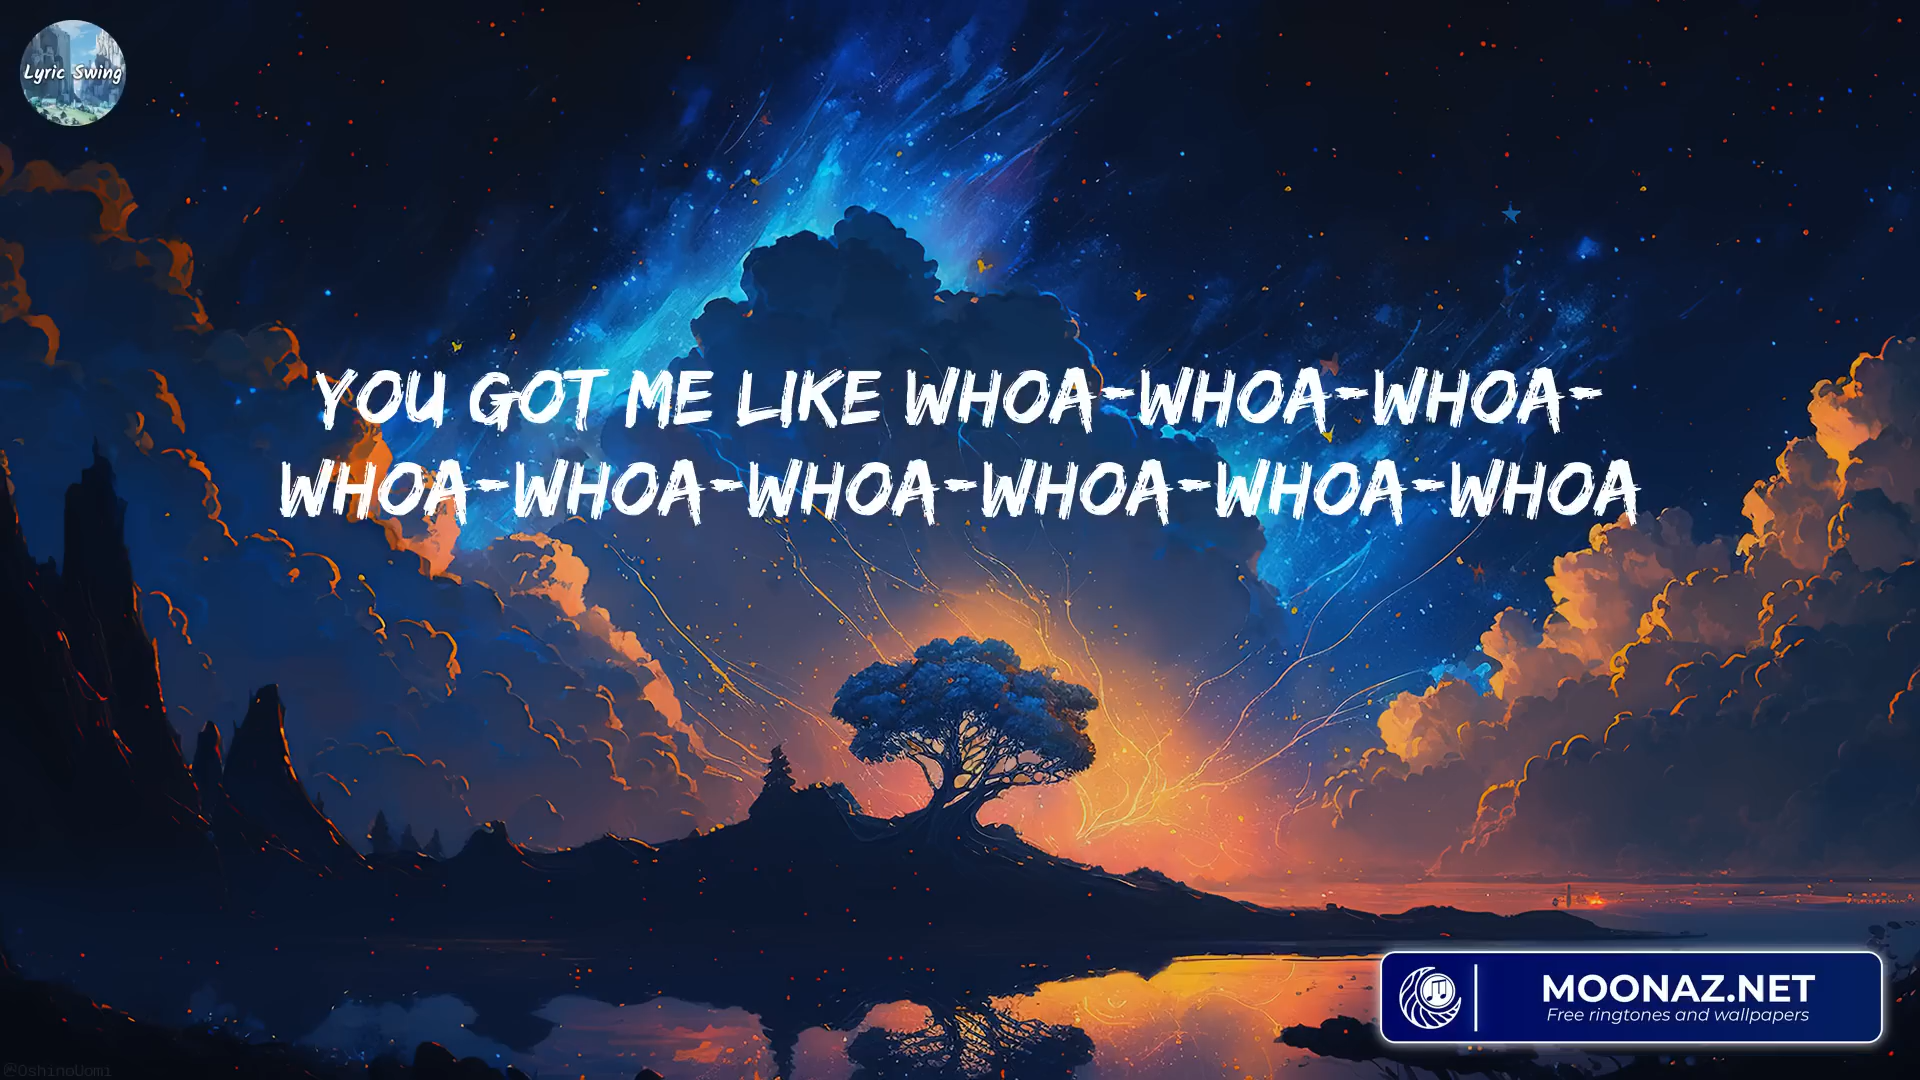 Lyric Swing
YOU GOT ME LIKE WHOA-WHOA-WHOA-
WHOA-WHOA-WHOA-WHOA-WHOA-WHOA
MOONAZ.NET
Free ringtones and wallpapers
@OshinoUomi